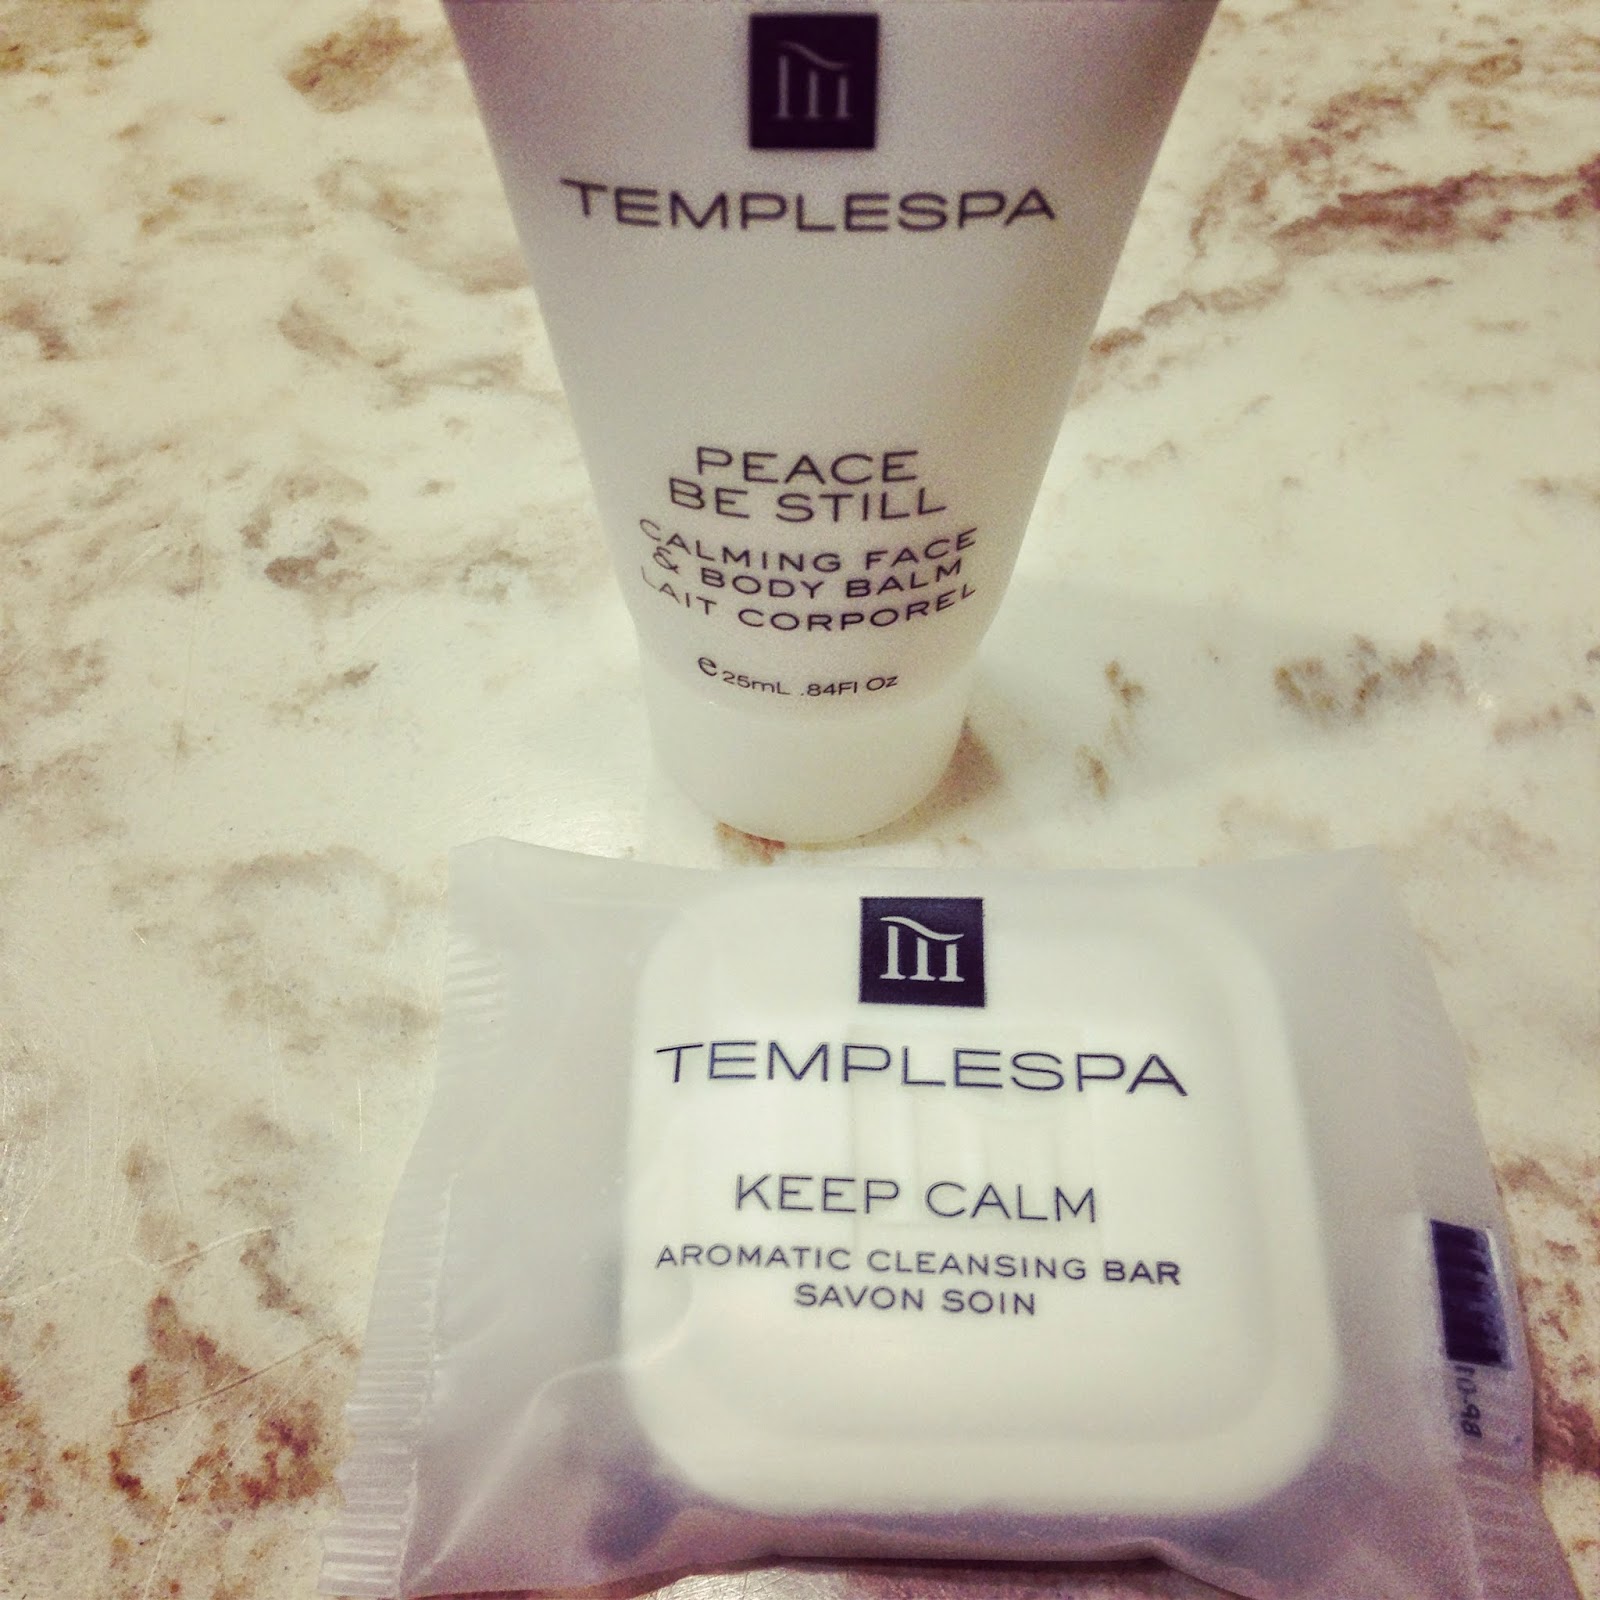 TEMPLESPA
PEACE
BE STILL
CALMING FACE
& BODY BALM
LAIT CORPOREL
e 25mL .84Fl Oz
TEMPLESPA
KEEP CALM
AROMATIC CLEANSING BAR
SAVON SOIN